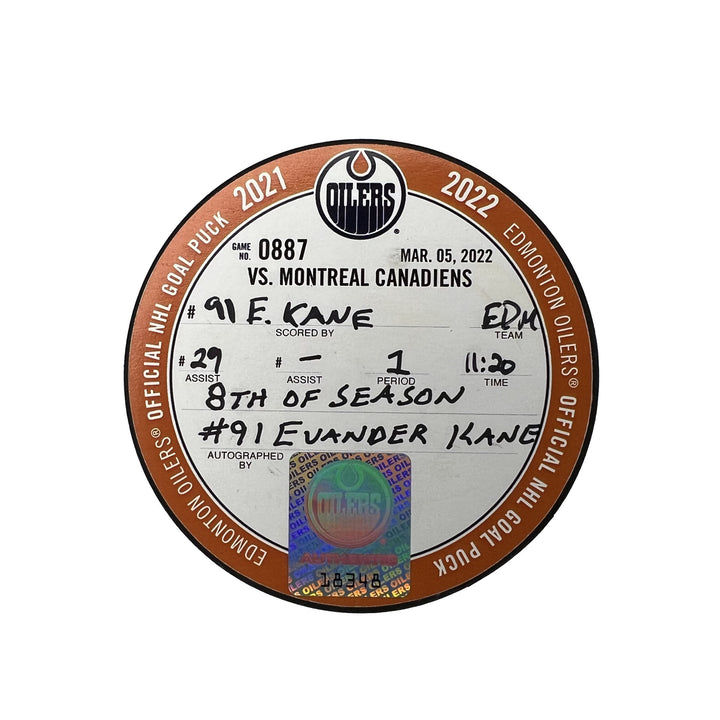 2021 OILERS 2022
OFFICIAL NHL GOAL PUCK
EDMONTON OILERS®
EDMONTON OILERS®
OFFICIAL NHL GOAL PUCK
GAME NO. 0887 MAR. 05, 2022
VS. MONTREAL CANADIENS
# 91 E. KANE EDM
SCORED BY TEAM
# 29 # – 1 11:20
ASSIST ASSIST PERIOD TIME
8TH OF SEASON
#91 EVANDER KANE
AUTOGRAPHED BY
OILERS
18348